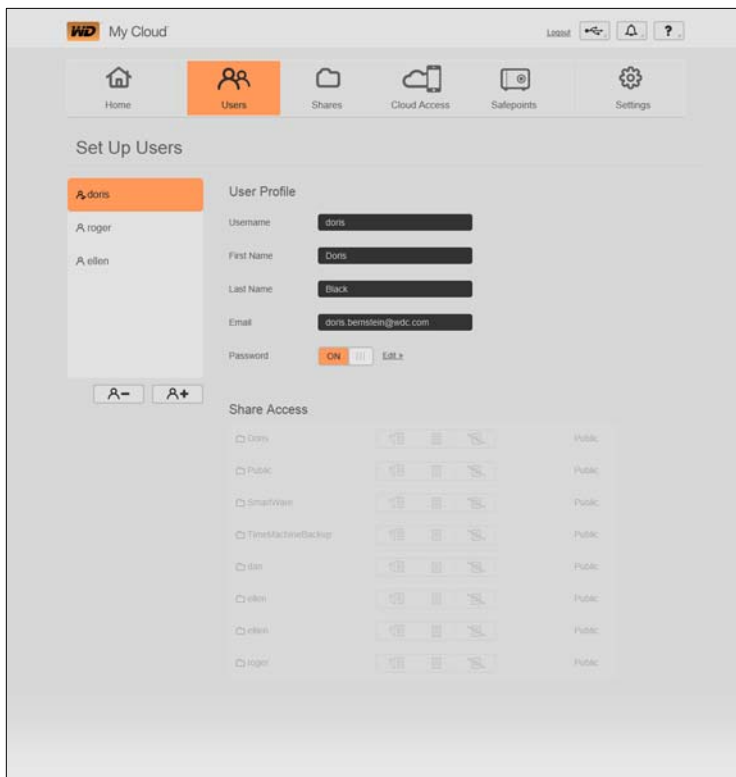 WD My Cloud
Logout ?
Home Users Shares Cloud Access Safepoints Settings
Set Up Users
doris
roger
ellen
User Profile
Username doris
First Name Doris
Last Name Black
Email doris.bernstein@wdc.com
Password ON Edit »
Share Access
Doris Public
Public Public
SmartWare Public
TimeMachineBackup Public
dan Public
ellen Public
ellen Public
roger Public